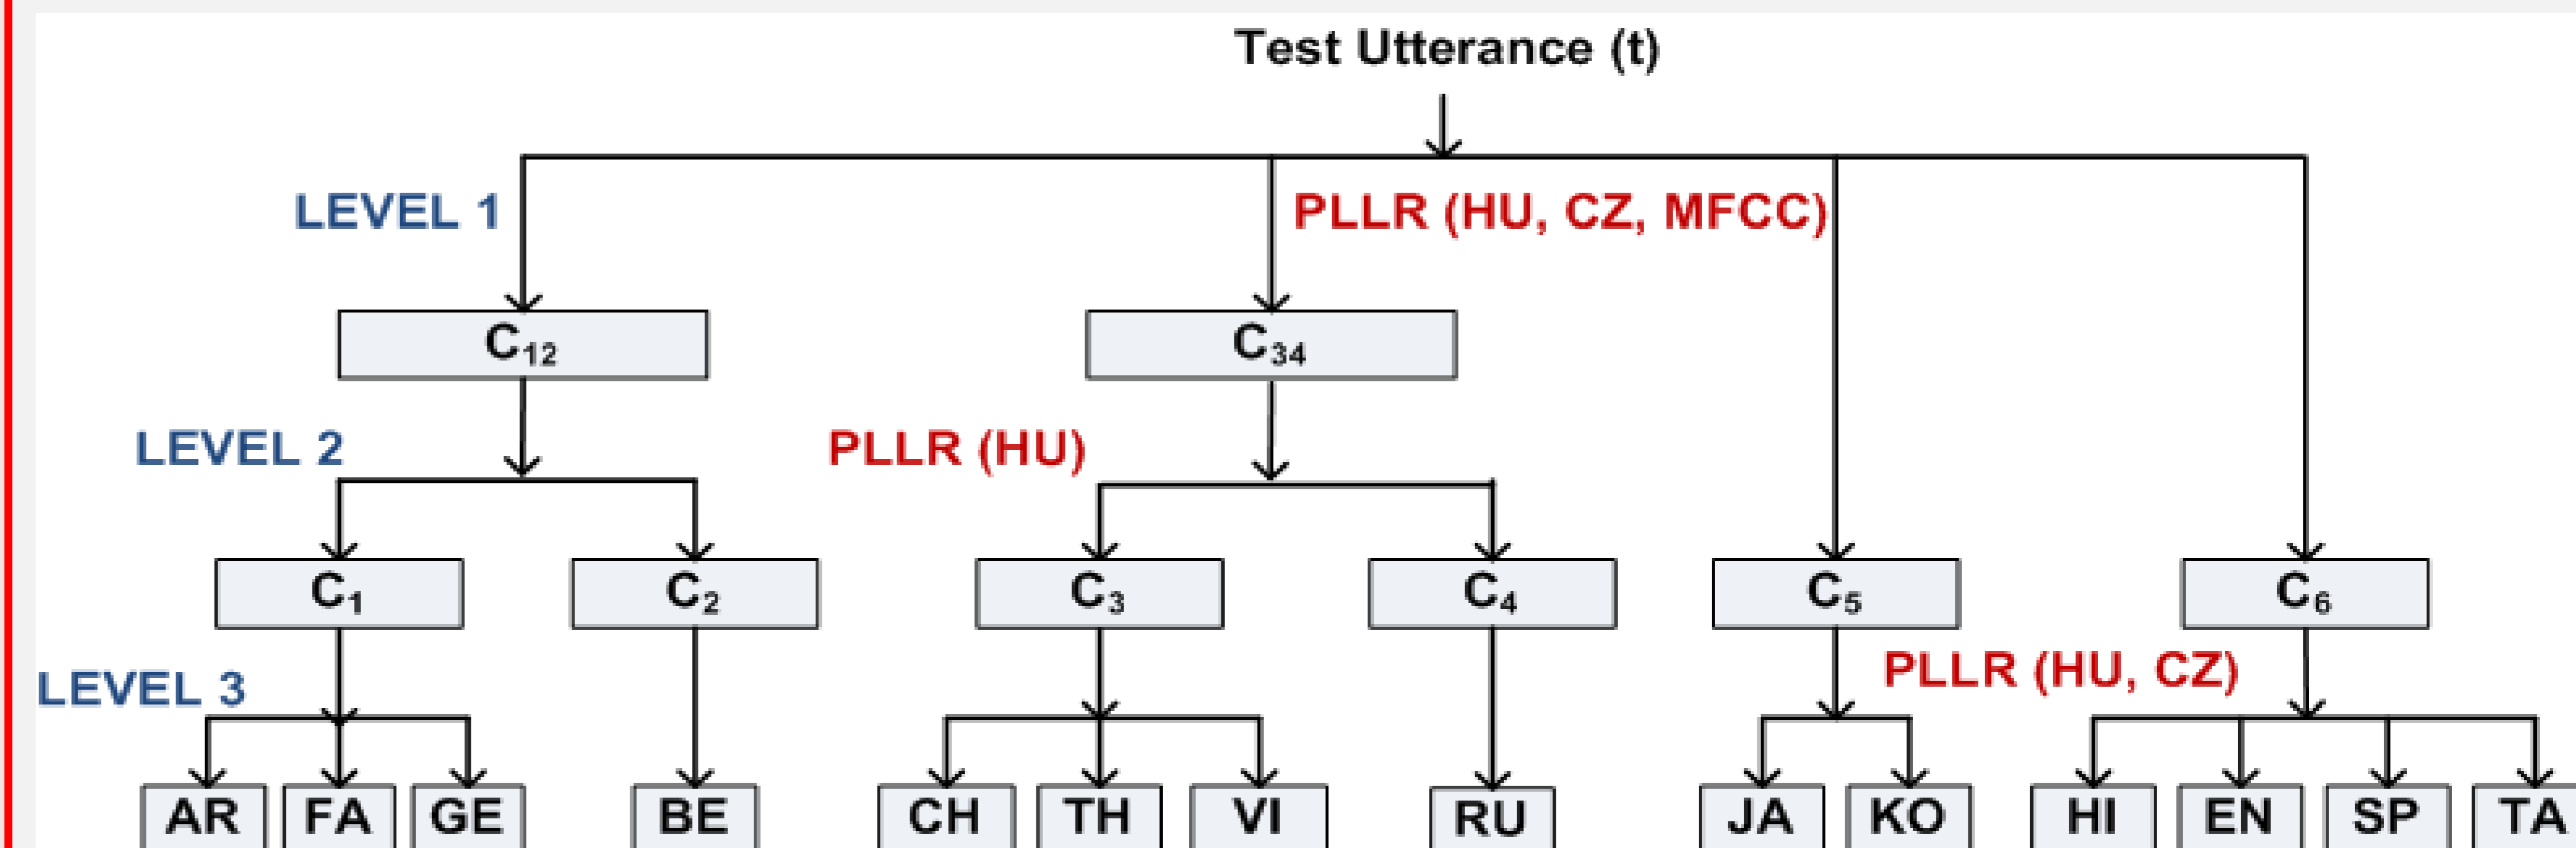 Test Utterance (t)
LEVEL 1
PLLR (HU, CZ, MFCC)
C12
C34
LEVEL 2
PLLR (HU)
C1
C2
C3
C4
C5
C6
LEVEL 3
PLLR (HU, CZ)
AR
FA
GE
BE
CH
TH
VI
RU
JA
KO
HI
EN
SP
TA